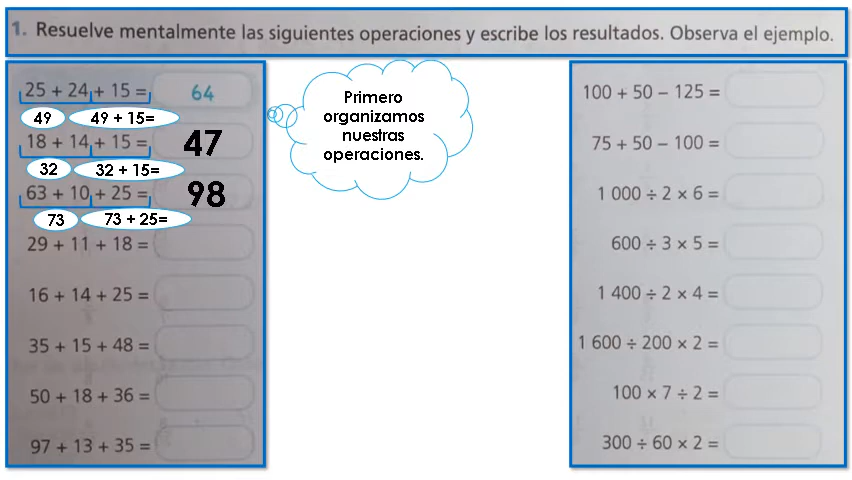 1. Resuelve mentalmente las siguientes operaciones y escribe los resultados. Observa el ejemplo.
25 + 24 + 15 = 64
49 49 + 15=
18 + 14 + 15 = 47
32 32 + 15=
63 + 10 + 25 = 98
73 73 + 25=
29 + 11 + 18 =
16 + 14 + 25 =
35 + 15 + 48 =
50 + 18 + 36 =
97 + 13 + 35 =
Primero
organizamos
nuestras
operaciones.
100 + 50 − 125 =
75 + 50 − 100 =
1 000 ÷ 2 × 6 =
600 ÷ 3 × 5 =
1 400 ÷ 2 × 4 =
1 600 ÷ 200 × 2 =
100 × 7 ÷ 2 =
300 ÷ 60 × 2 =